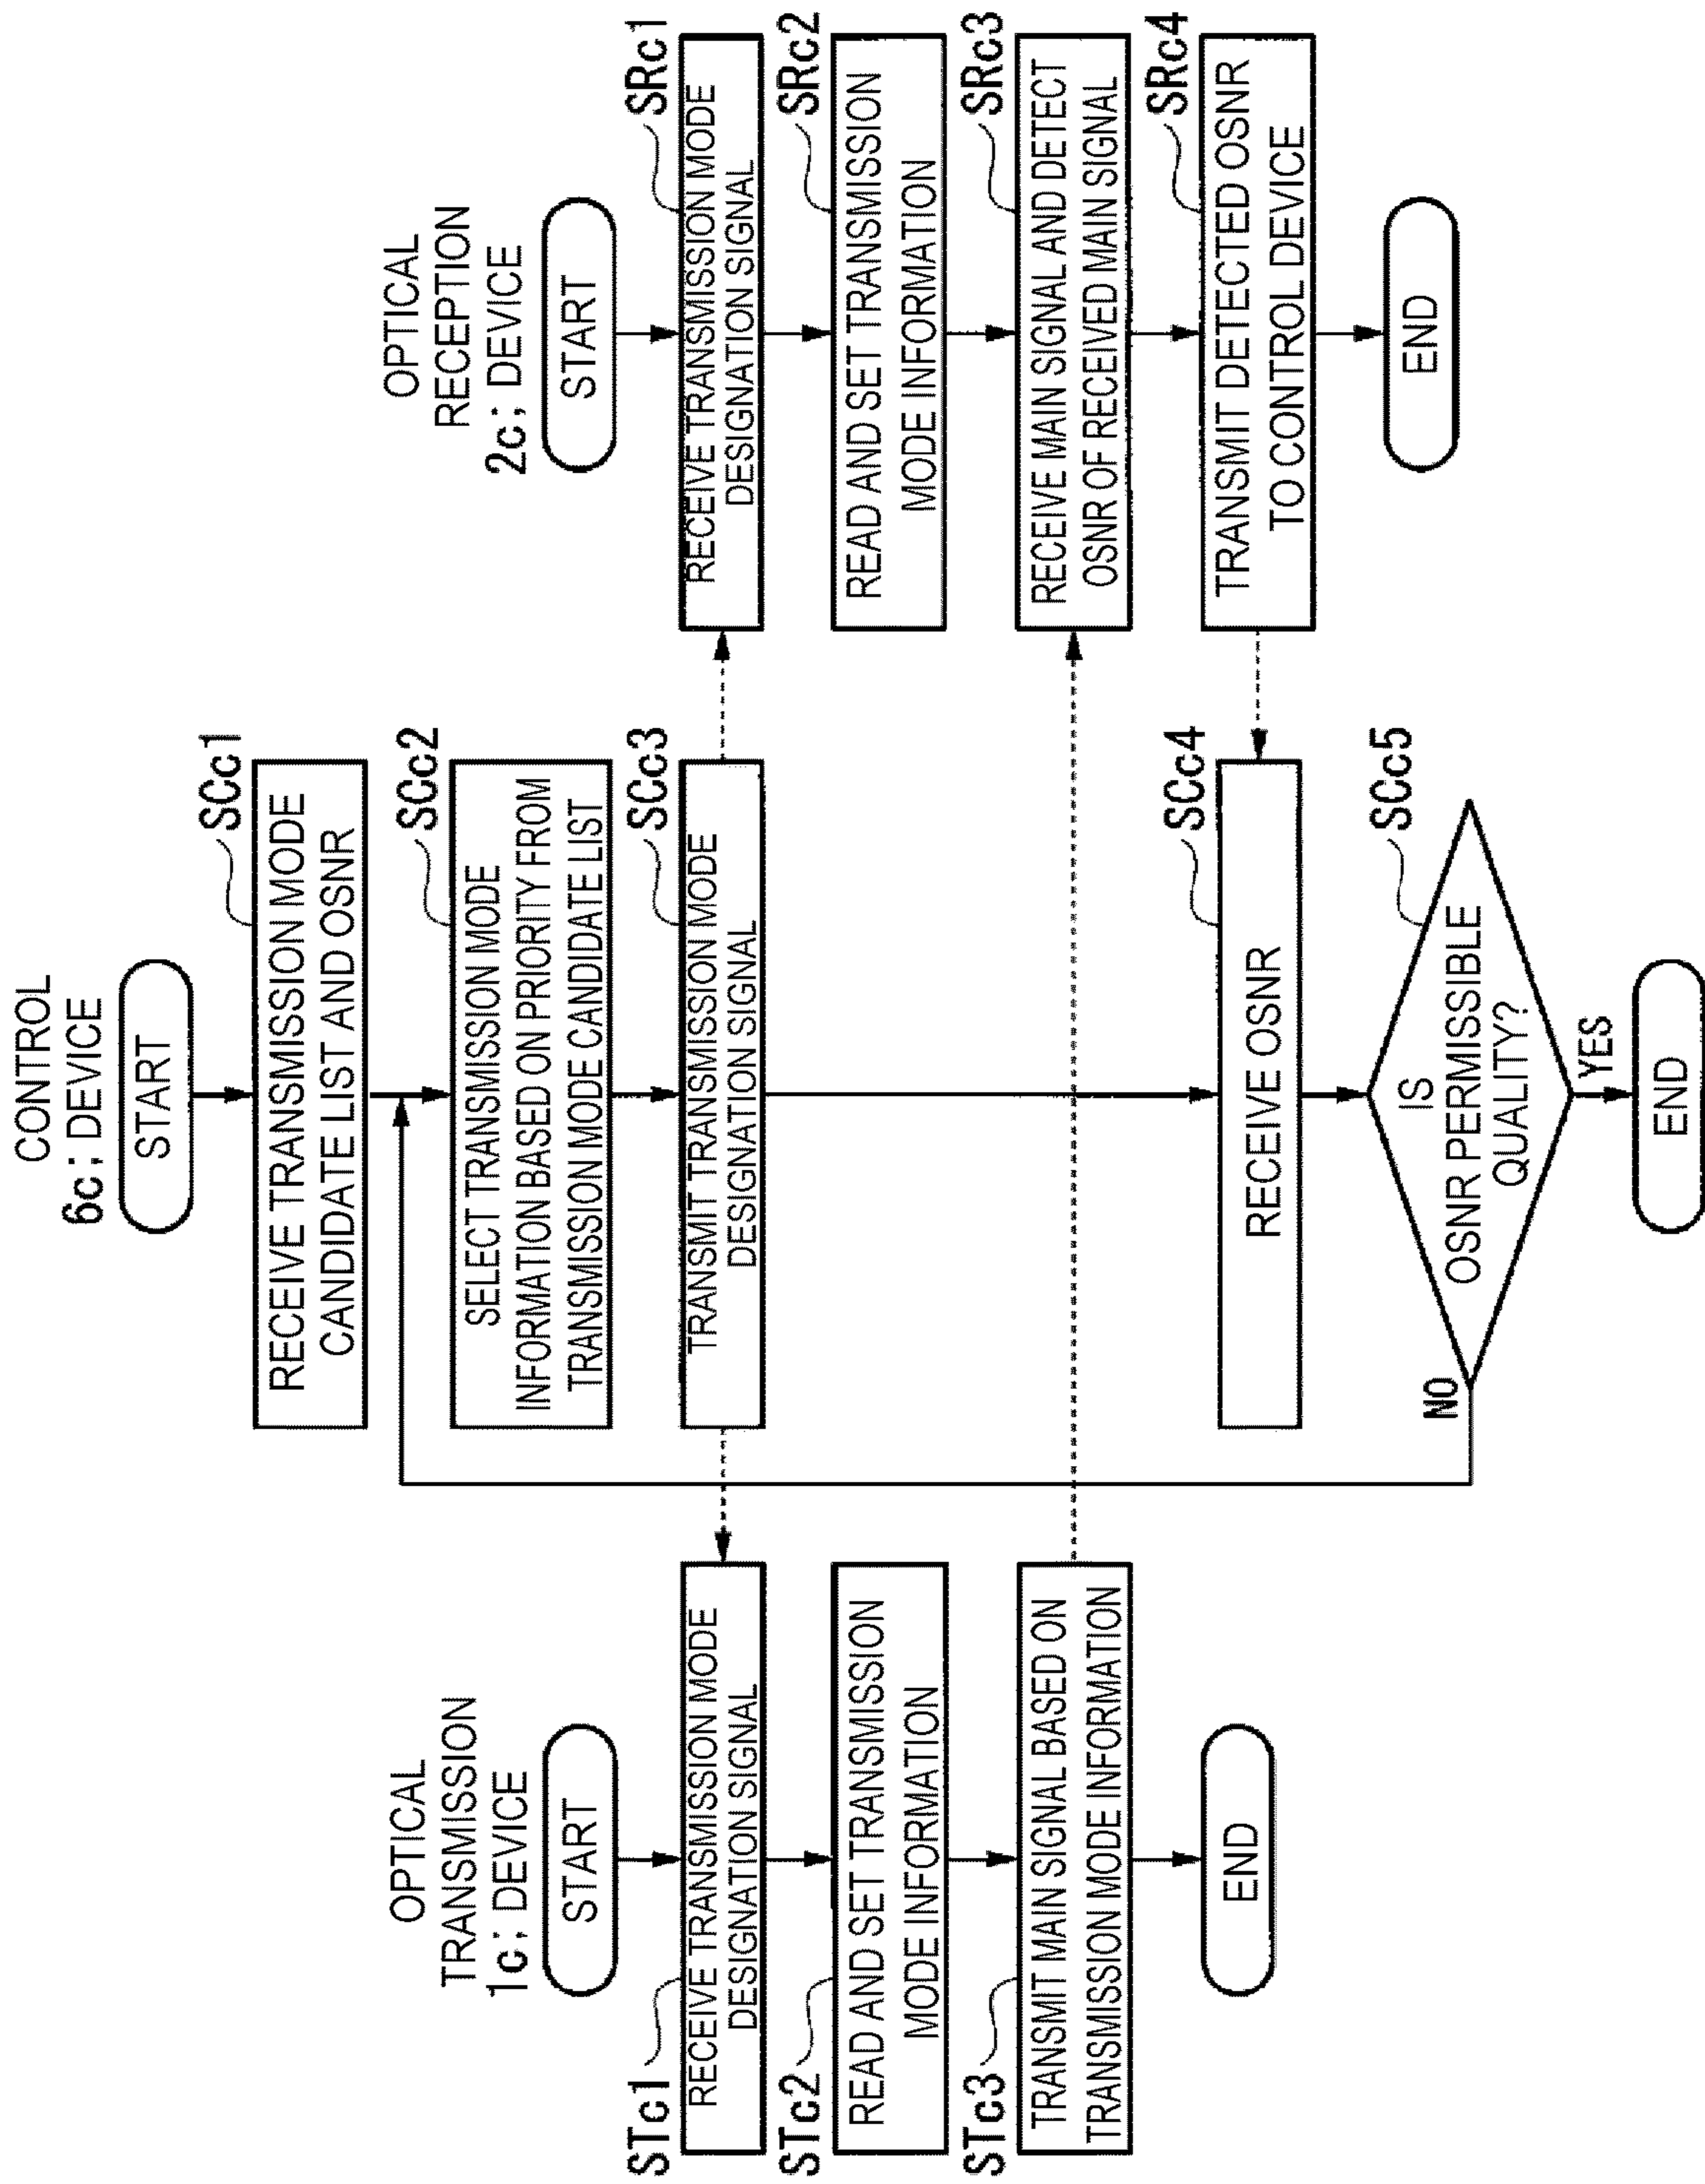 OPTICAL
TRANSMISSION
1c; DEVICE
START
STc1
RECEIVE TRANSMISSION MODE
DESIGNATION SIGNAL
STc2
READ AND SET TRANSMISSION
MODE INFORMATION
STc3
TRANSMIT MAIN SIGNAL BASED ON
TRANSMISSION MODE INFORMATION
END
CONTROL
6c; DEVICE
START
SCc1
RECEIVE TRANSMISSION MODE
CANDIDATE LIST AND OSNR
SCc2
SELECT TRANSMISSION MODE
INFORMATION BASED ON PRIORITY FROM
TRANSMISSION MODE CANDIDATE LIST
SCc3
TRANSMIT TRANSMISSION MODE
DESIGNATION SIGNAL
SCc4
RECEIVE OSNR
SCc5
IS
OSNR PERMISSIBLE
QUALITY?
NO
YES
END
OPTICAL
RECEPTION
2c; DEVICE
START
SRc1
RECEIVE TRANSMISSION MODE
DESIGNATION SIGNAL
SRc2
READ AND SET TRANSMISSION
MODE INFORMATION
SRc3
RECEIVE MAIN SIGNAL AND DETECT
OSNR OF RECEIVED MAIN SIGNAL
SRc4
TRANSMIT DETECTED OSNR
TO CONTROL DEVICE
END